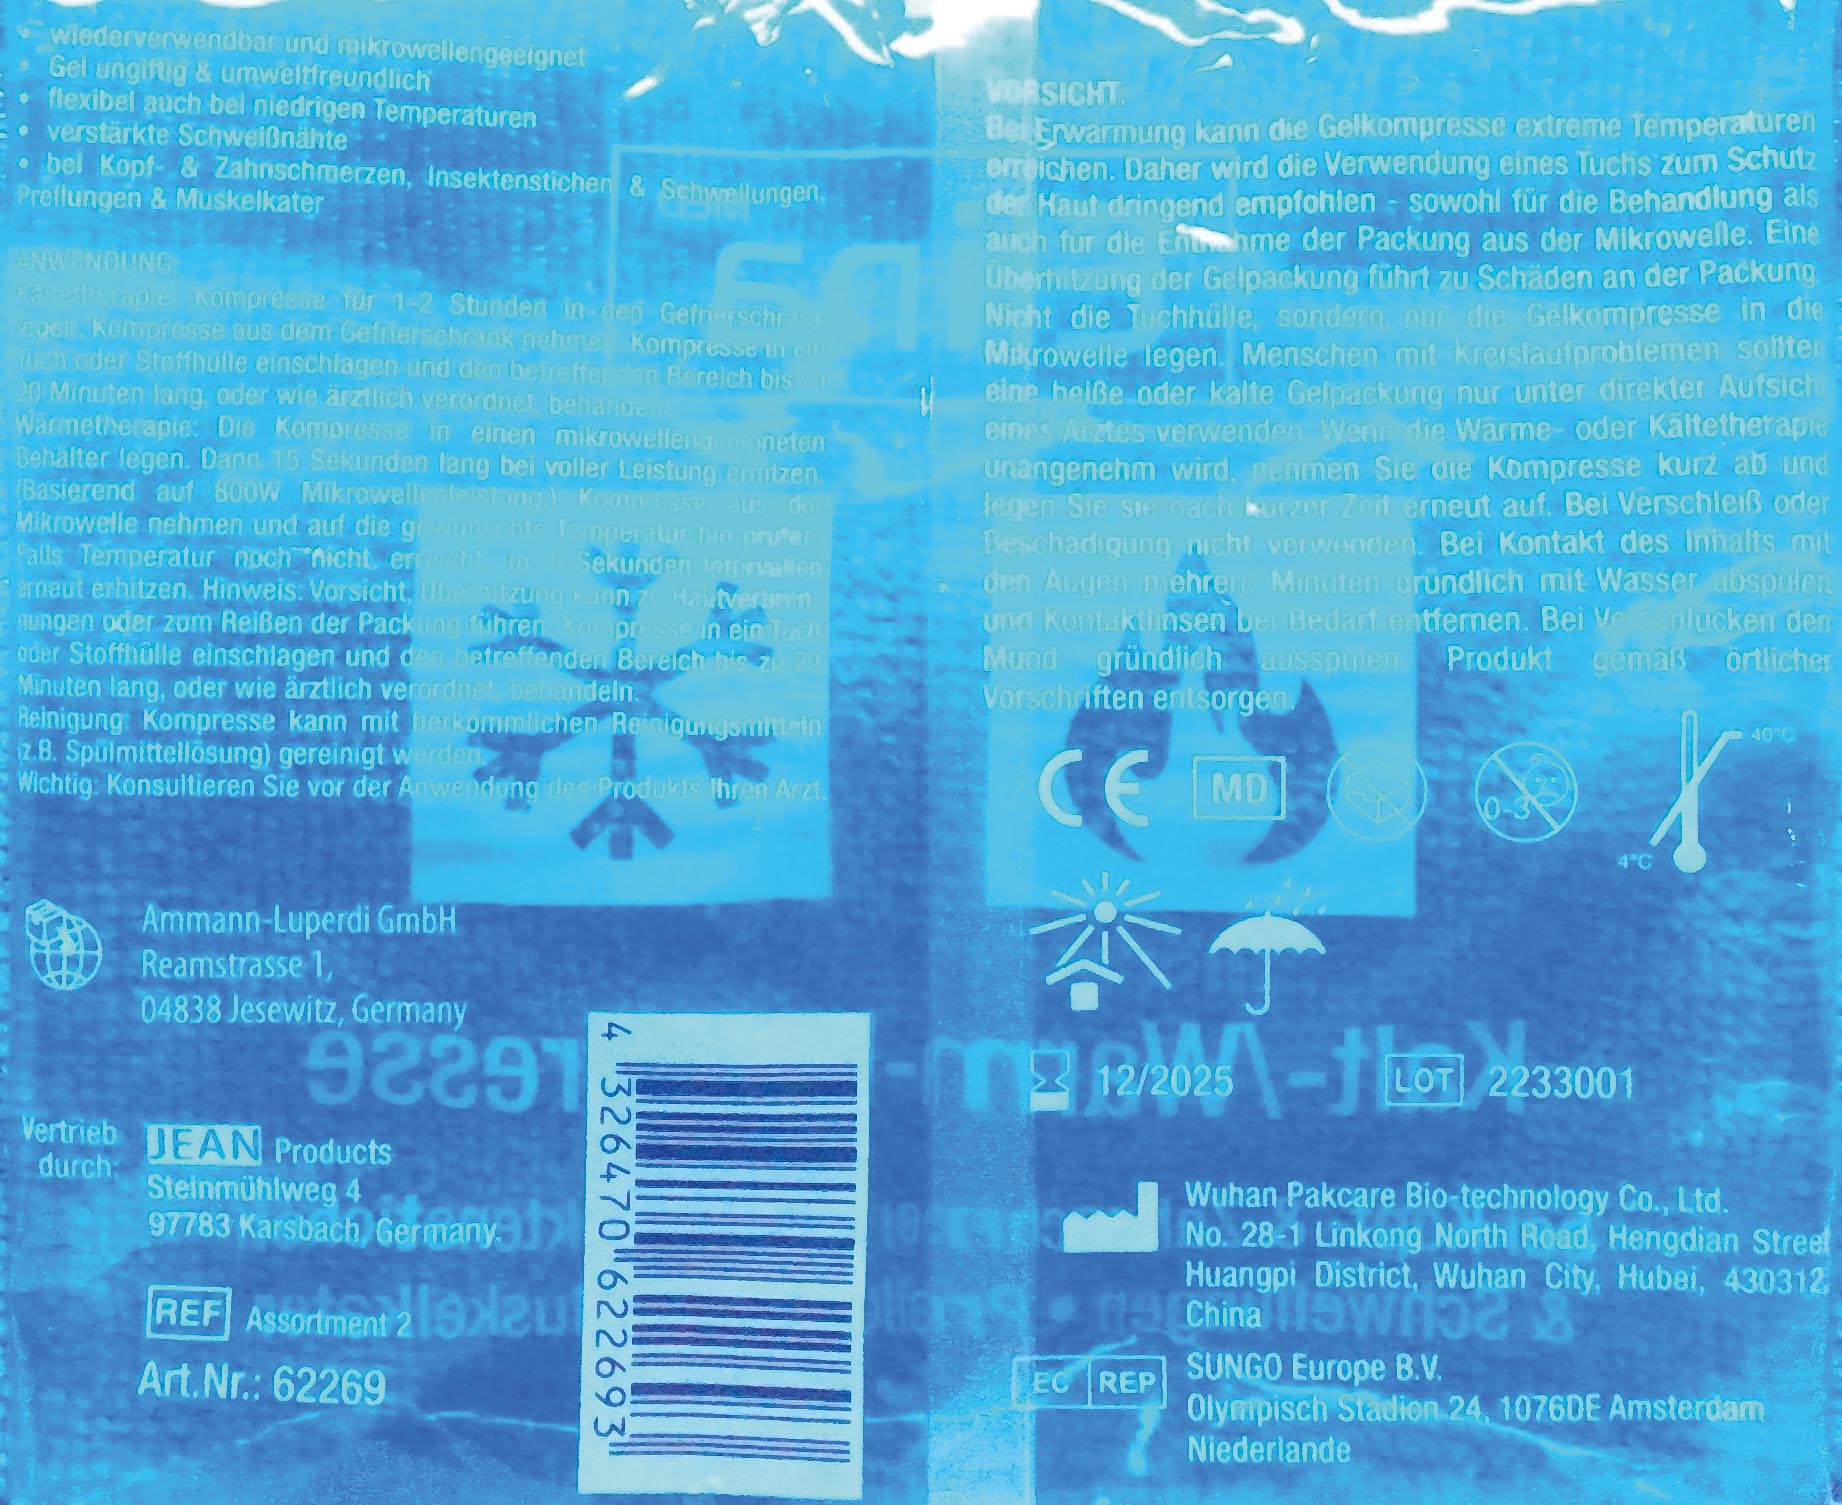 • wiederverwendbar und mikrowellengeeignet
• Gel ungiftig & umweltfreundlich
• flexibel auch bei niedrigen Temperaturen
• verstärkte Schweißnähte
• bei Kopf- & Zahnschmerzen, Insektenstichen & Schwellungen,
Prellungen & Muskelkater
ANWENDUNG:
Kältetherapie: Kompresse für 1-2 Stunden in den Gefrierschrank
legen. Kompresse aus dem Gefrierschrank nehmen. Kompresse in ein
Tuch oder Stoffhülle einschlagen und den betreffenden Bereich bis zu
20 Minuten lang, oder wie ärztlich verordnet, behandeln.
Wärmetherapie: Die Kompresse in einen mikrowellengeeigneten
Behälter legen. Dann 15 Sekunden lang bei voller Leistung erhitzen.
(Basierend auf 800W Mikrowellenleistung.) Kompresse aus der
Mikrowelle nehmen und auf die gewünschte Temperatur hin prüfen.
Falls Temperatur noch nicht erreicht, in Sekunden Intervallen
erneut erhitzen. Hinweis: Vorsicht, Überhitzung kann zu Hautverbren-
nungen oder zum Reißen der Packung führen. Kompresse in ein Tuch
oder Stoffhülle einschlagen und den betreffenden Bereich bis zu 20
Minuten lang, oder wie ärztlich verordnet, behandeln.
Reinigung: Kompresse kann mit herkömmlichen Reinigungsmitteln
(z.B. Spülmittellösung) gereinigt werden.
Wichtig: Konsultieren Sie vor der Anwendung des Produkts Ihren Arzt.
Ammann-Luperdi GmbH
Reamstrasse 1,
04838 Jesewitz, Germany
Vertrieb durch:
JEAN Products
Steinmühlweg 4
97783 Karsbach, Germany.
REF Assortment 2
Art.Nr.: 62269
4 326470 622693
VORSICHT:
Bei Erwärmung kann die Gelkompresse extreme Temperaturen
erreichen. Daher wird die Verwendung eines Tuchs zum Schutz
der Haut dringend empfohlen - sowohl für die Behandlung als
auch für die Entnahme der Packung aus der Mikrowelle. Eine
Überhitzung der Gelpackung führt zu Schäden an der Packung.
Nicht die Tuchhülle, sondern nur die Gelkompresse in die
Mikrowelle legen. Menschen mit Kreislaufproblemen sollten
eine heiße oder kalte Gelpackung nur unter direkter Aufsicht
eines Arztes verwenden. Wenn die Wärme- oder Kältetherapie
unangenehm wird, nehmen Sie die Kompresse kurz ab und
legen Sie sie nach kurzer Zeit erneut auf. Bei Verschleiß oder
Beschädigung nicht verwenden. Bei Kontakt des Inhalts mit
den Augen mehrere Minuten gründlich mit Wasser abspülen
und Kontaktlinsen bei Bedarf entfernen. Bei Verschlucken den
Mund gründlich ausspülen. Produkt gemäß örtlicher
Vorschriften entsorgen.
CE MD 0-3 4°C 40°C
12/2025 LOT 2233001
Wuhan Pakcare Bio-technology Co., Ltd.
No. 28-1 Linkong North Road, Hengdian Street
Huangpi District, Wuhan City, Hubei, 430312,
China
EC REP SUNGO Europe B.V.
Olympisch Stadion 24, 1076DE Amsterdam
Niederlande
Kalt-/Warm-